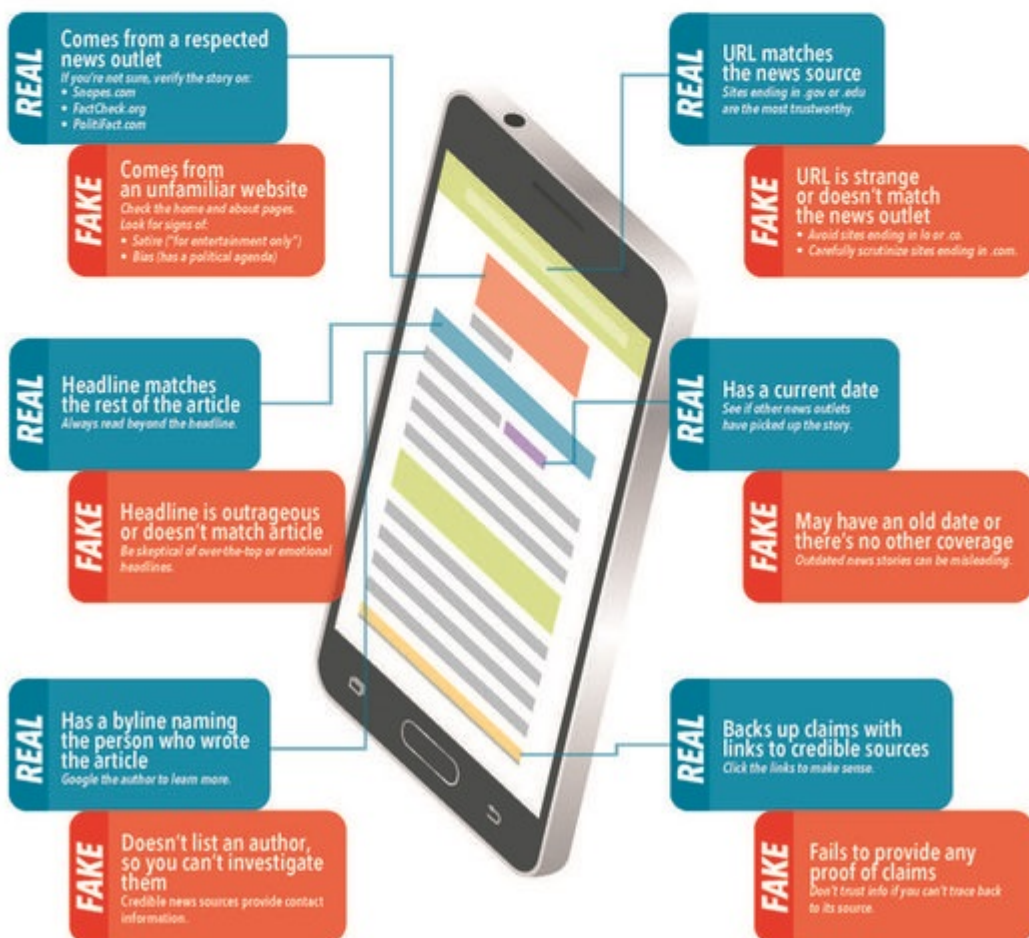 REAL
Comes from a respected
news outlet
If you're not sure, verify the story on:
• Snopes.com
• FactCheck.org
• PolitiFact.com
FAKE
Comes from
an unfamiliar website
Check the home and about pages.
Look for signs of:
• Satire ("for entertainment only")
• Bias (has a political agenda)
REAL
URL matches
the news source
Sites ending in .gov or .edu
are the most trustworthy.
FAKE
URL is strange
or doesn't match
the news outlet
• Avoid sites ending in lo or .co.
• Carefully scrutinize sites ending in .com.
REAL
Headline matches
the rest of the article
Always read beyond the headline.
FAKE
Headline is outrageous
or doesn't match article
Be skeptical of over-the-top or emotional
headlines.
REAL
Has a current date
See if other news outlets
have picked up the story.
FAKE
May have an old date or
there's no other coverage
Outdated news stories can be misleading.
REAL
Has a byline naming
the person who wrote
the article
Google the author to learn more.
FAKE
Doesn't list an author,
so you can't investigate
them
Credible news sources provide contact
information.
REAL
Backs up claims with
links to credible sources
Click the links to make sense.
FAKE
Fails to provide any
proof of claims
Don't trust info if you can't trace back
to its source.